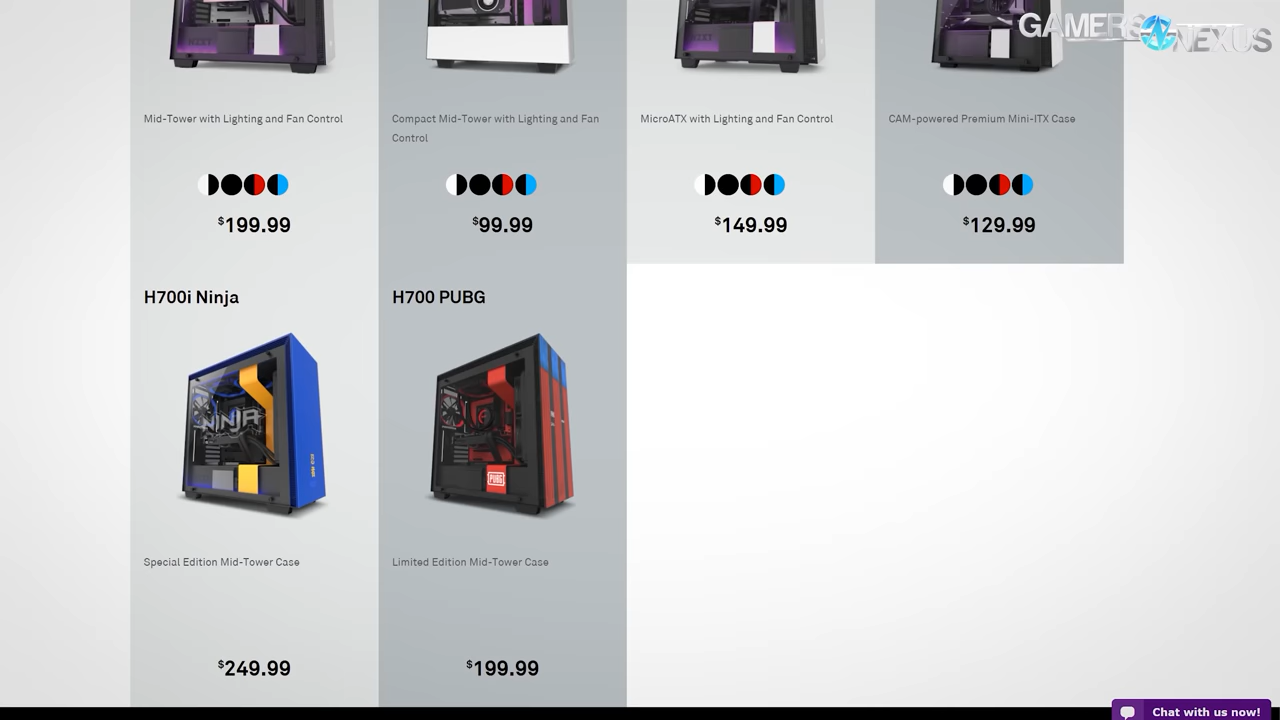 GAMERS NEXUS
Mid-Tower with Lighting and Fan Control
Compact Mid-Tower with Lighting and Fan
Control
MicroATX with Lighting and Fan Control
CAM-powered Premium Mini-ITX Case
$199.99
$99.99
$149.99
$129.99
H700i Ninja
H700 PUBG
NINJA
PUBG
Special Edition Mid-Tower Case
Limited Edition Mid-Tower Case
$249.99
$199.99
Chat with us now!